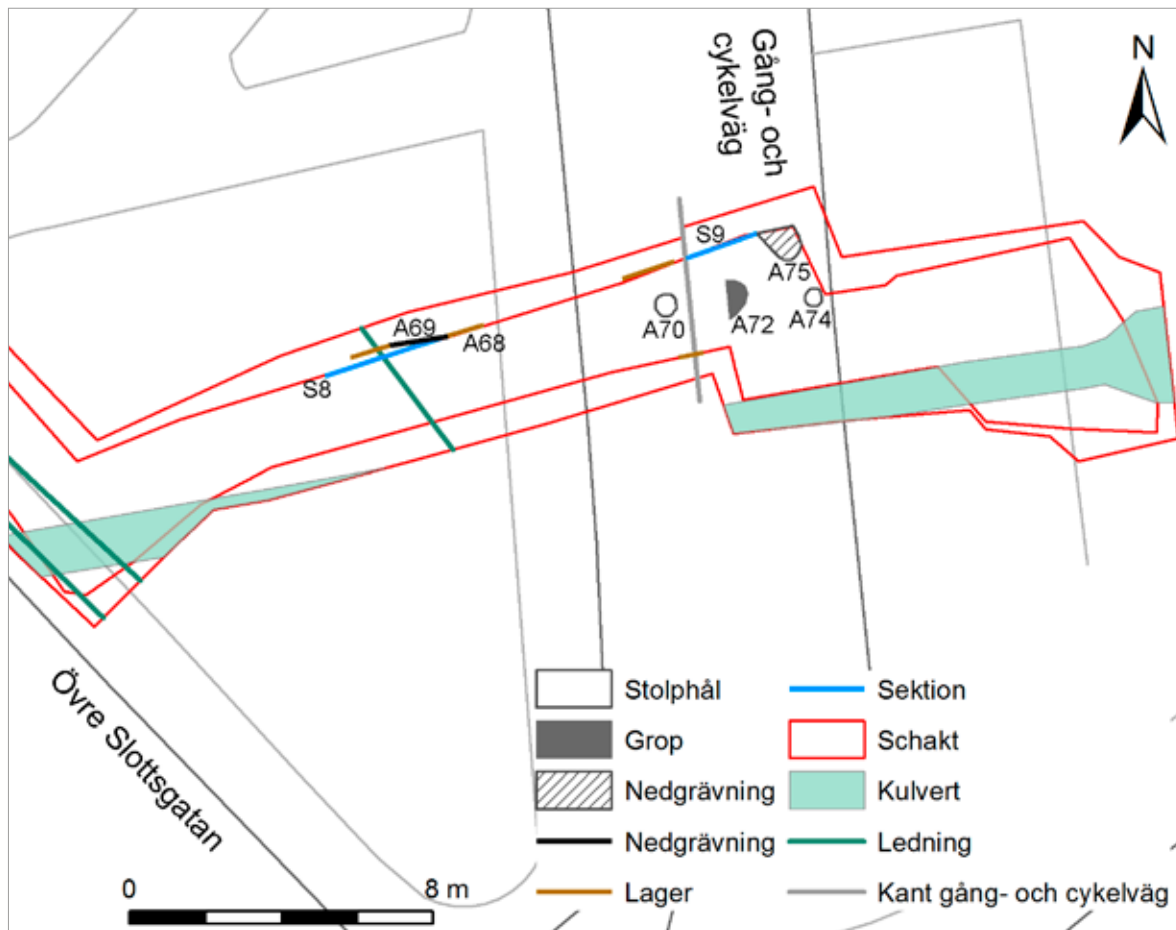 Gång- och
cykelväg
N
S9
A75
A70
A72
A74
A69
A68
S8
Övre Slottsgatan
Stolphål
Grop
Nedgrävning
Nedgrävning
Lager
Sektion
Schakt
Kulvert
Ledning
Kant gång- och cykelväg
0 8 m